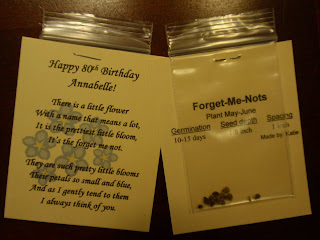 Happy 80th Birthday
Annabelle!
There is a little flower
With a name that means a lot,
It is the prettiest little bloom,
It's the forget me not.
They are such pretty little blooms
There petals so small and blue,
And as I gently tend to them
I always think of you.
Forget-Me-Nots
Plant May-June
Germination Seed depth Spacing
10-15 days inch
Made by: Katie